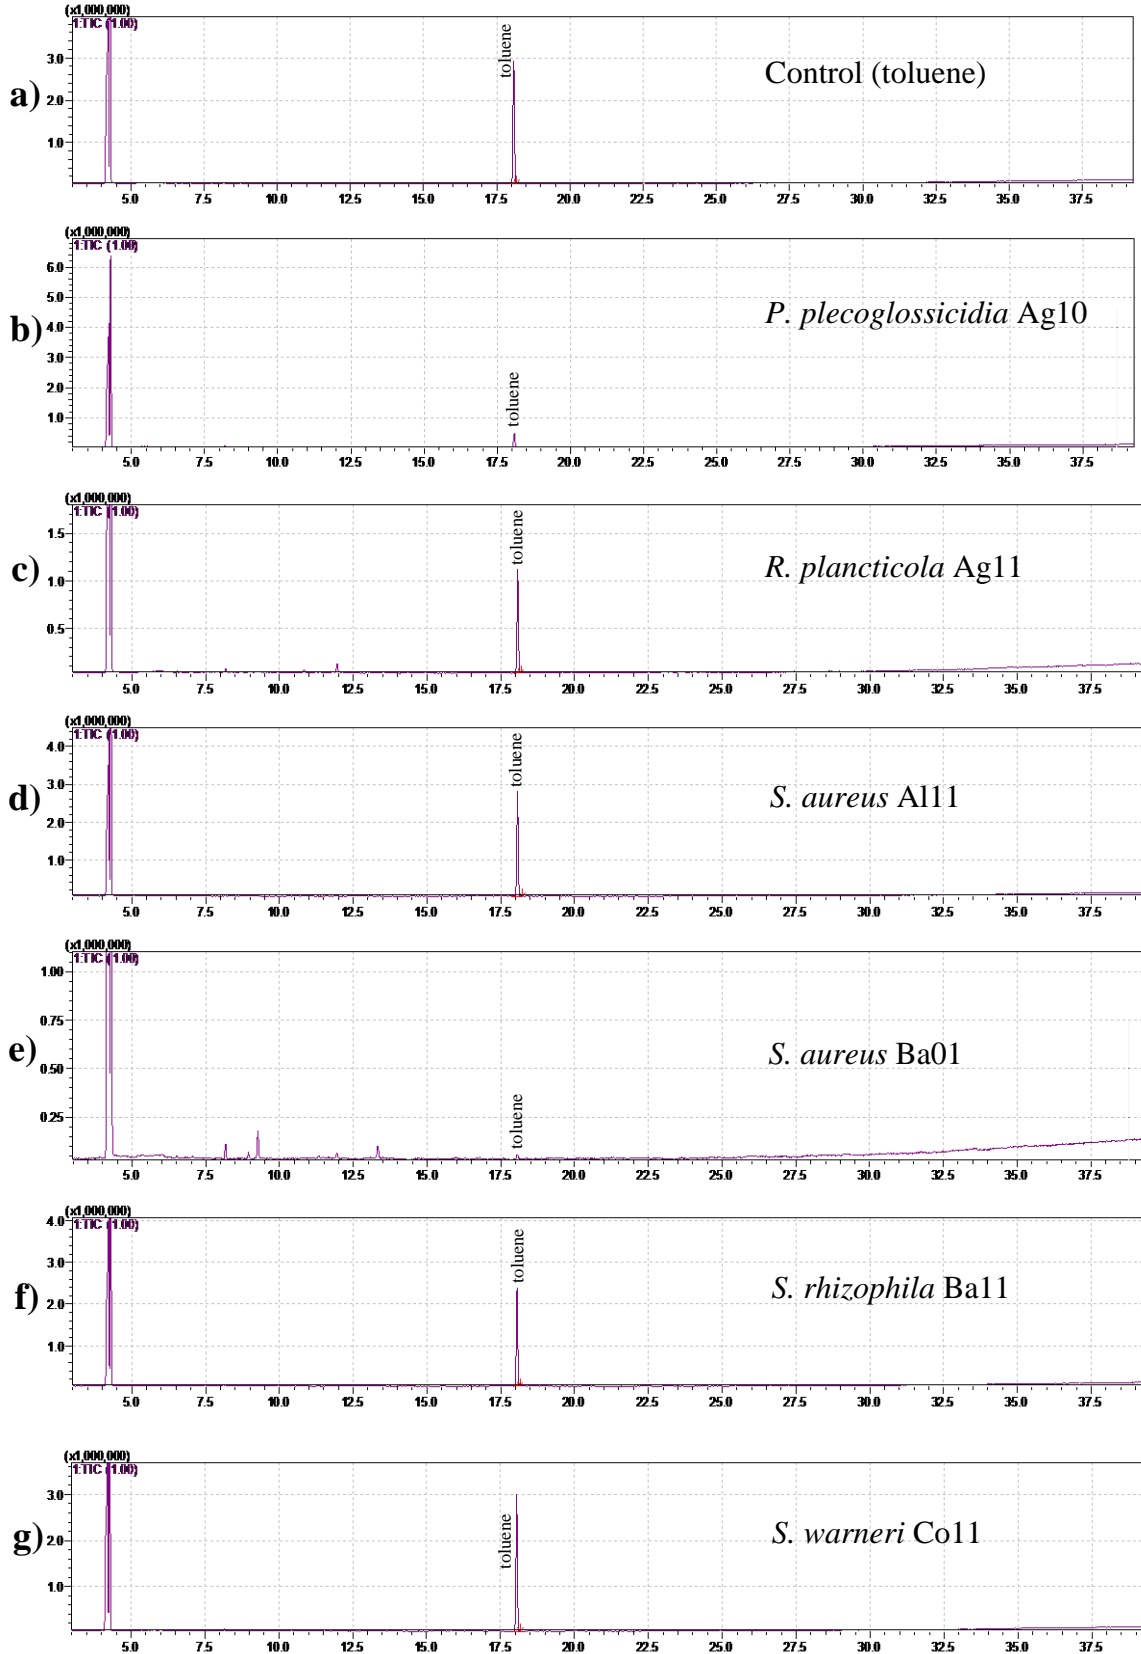 (x1,000,000)
1:TIC (1.00)
3.0
2.0
1.0
toluene
Control (toluene)
a)
5.0 7.5 10.0 12.5 15.0 17.5 20.0 22.5 25.0 27.5 30.0 32.5 35.0 37.5
(x1,000,000)
1:TIC (1.00)
6.0
5.0
4.0
3.0
2.0
1.0
toluene
P. plecoglossicidia Ag10
b)
5.0 7.5 10.0 12.5 15.0 17.5 20.0 22.5 25.0 27.5 30.0 32.5 35.0 37.5
(x1,000,000)
1:TIC (1.00)
1.5
1.0
0.5
toluene
R. plancticola Ag11
c)
5.0 7.5 10.0 12.5 15.0 17.5 20.0 22.5 25.0 27.5 30.0 32.5 35.0 37.5
(x1,000,000)
1:TIC (1.00)
4.0
3.0
2.0
1.0
toluene
S. aureus Al11
d)
5.0 7.5 10.0 12.5 15.0 17.5 20.0 22.5 25.0 27.5 30.0 32.5 35.0 37.5
(x1,000,000)
1:TIC (1.00)
1.00
0.75
0.50
0.25
toluene
S. aureus Ba01
e)
5.0 7.5 10.0 12.5 15.0 17.5 20.0 22.5 25.0 27.5 30.0 32.5 35.0 37.5
(x1,000,000)
1:TIC (1.00)
4.0
3.0
2.0
1.0
toluene
S. rhizophila Ba11
f)
5.0 7.5 10.0 12.5 15.0 17.5 20.0 22.5 25.0 27.5 30.0 32.5 35.0 37.5
(x1,000,000)
1:TIC (1.00)
3.0
2.0
1.0
toluene
S. warneri Co11
g)
5.0 7.5 10.0 12.5 15.0 17.5 20.0 22.5 25.0 27.5 30.0 32.5 35.0 37.5